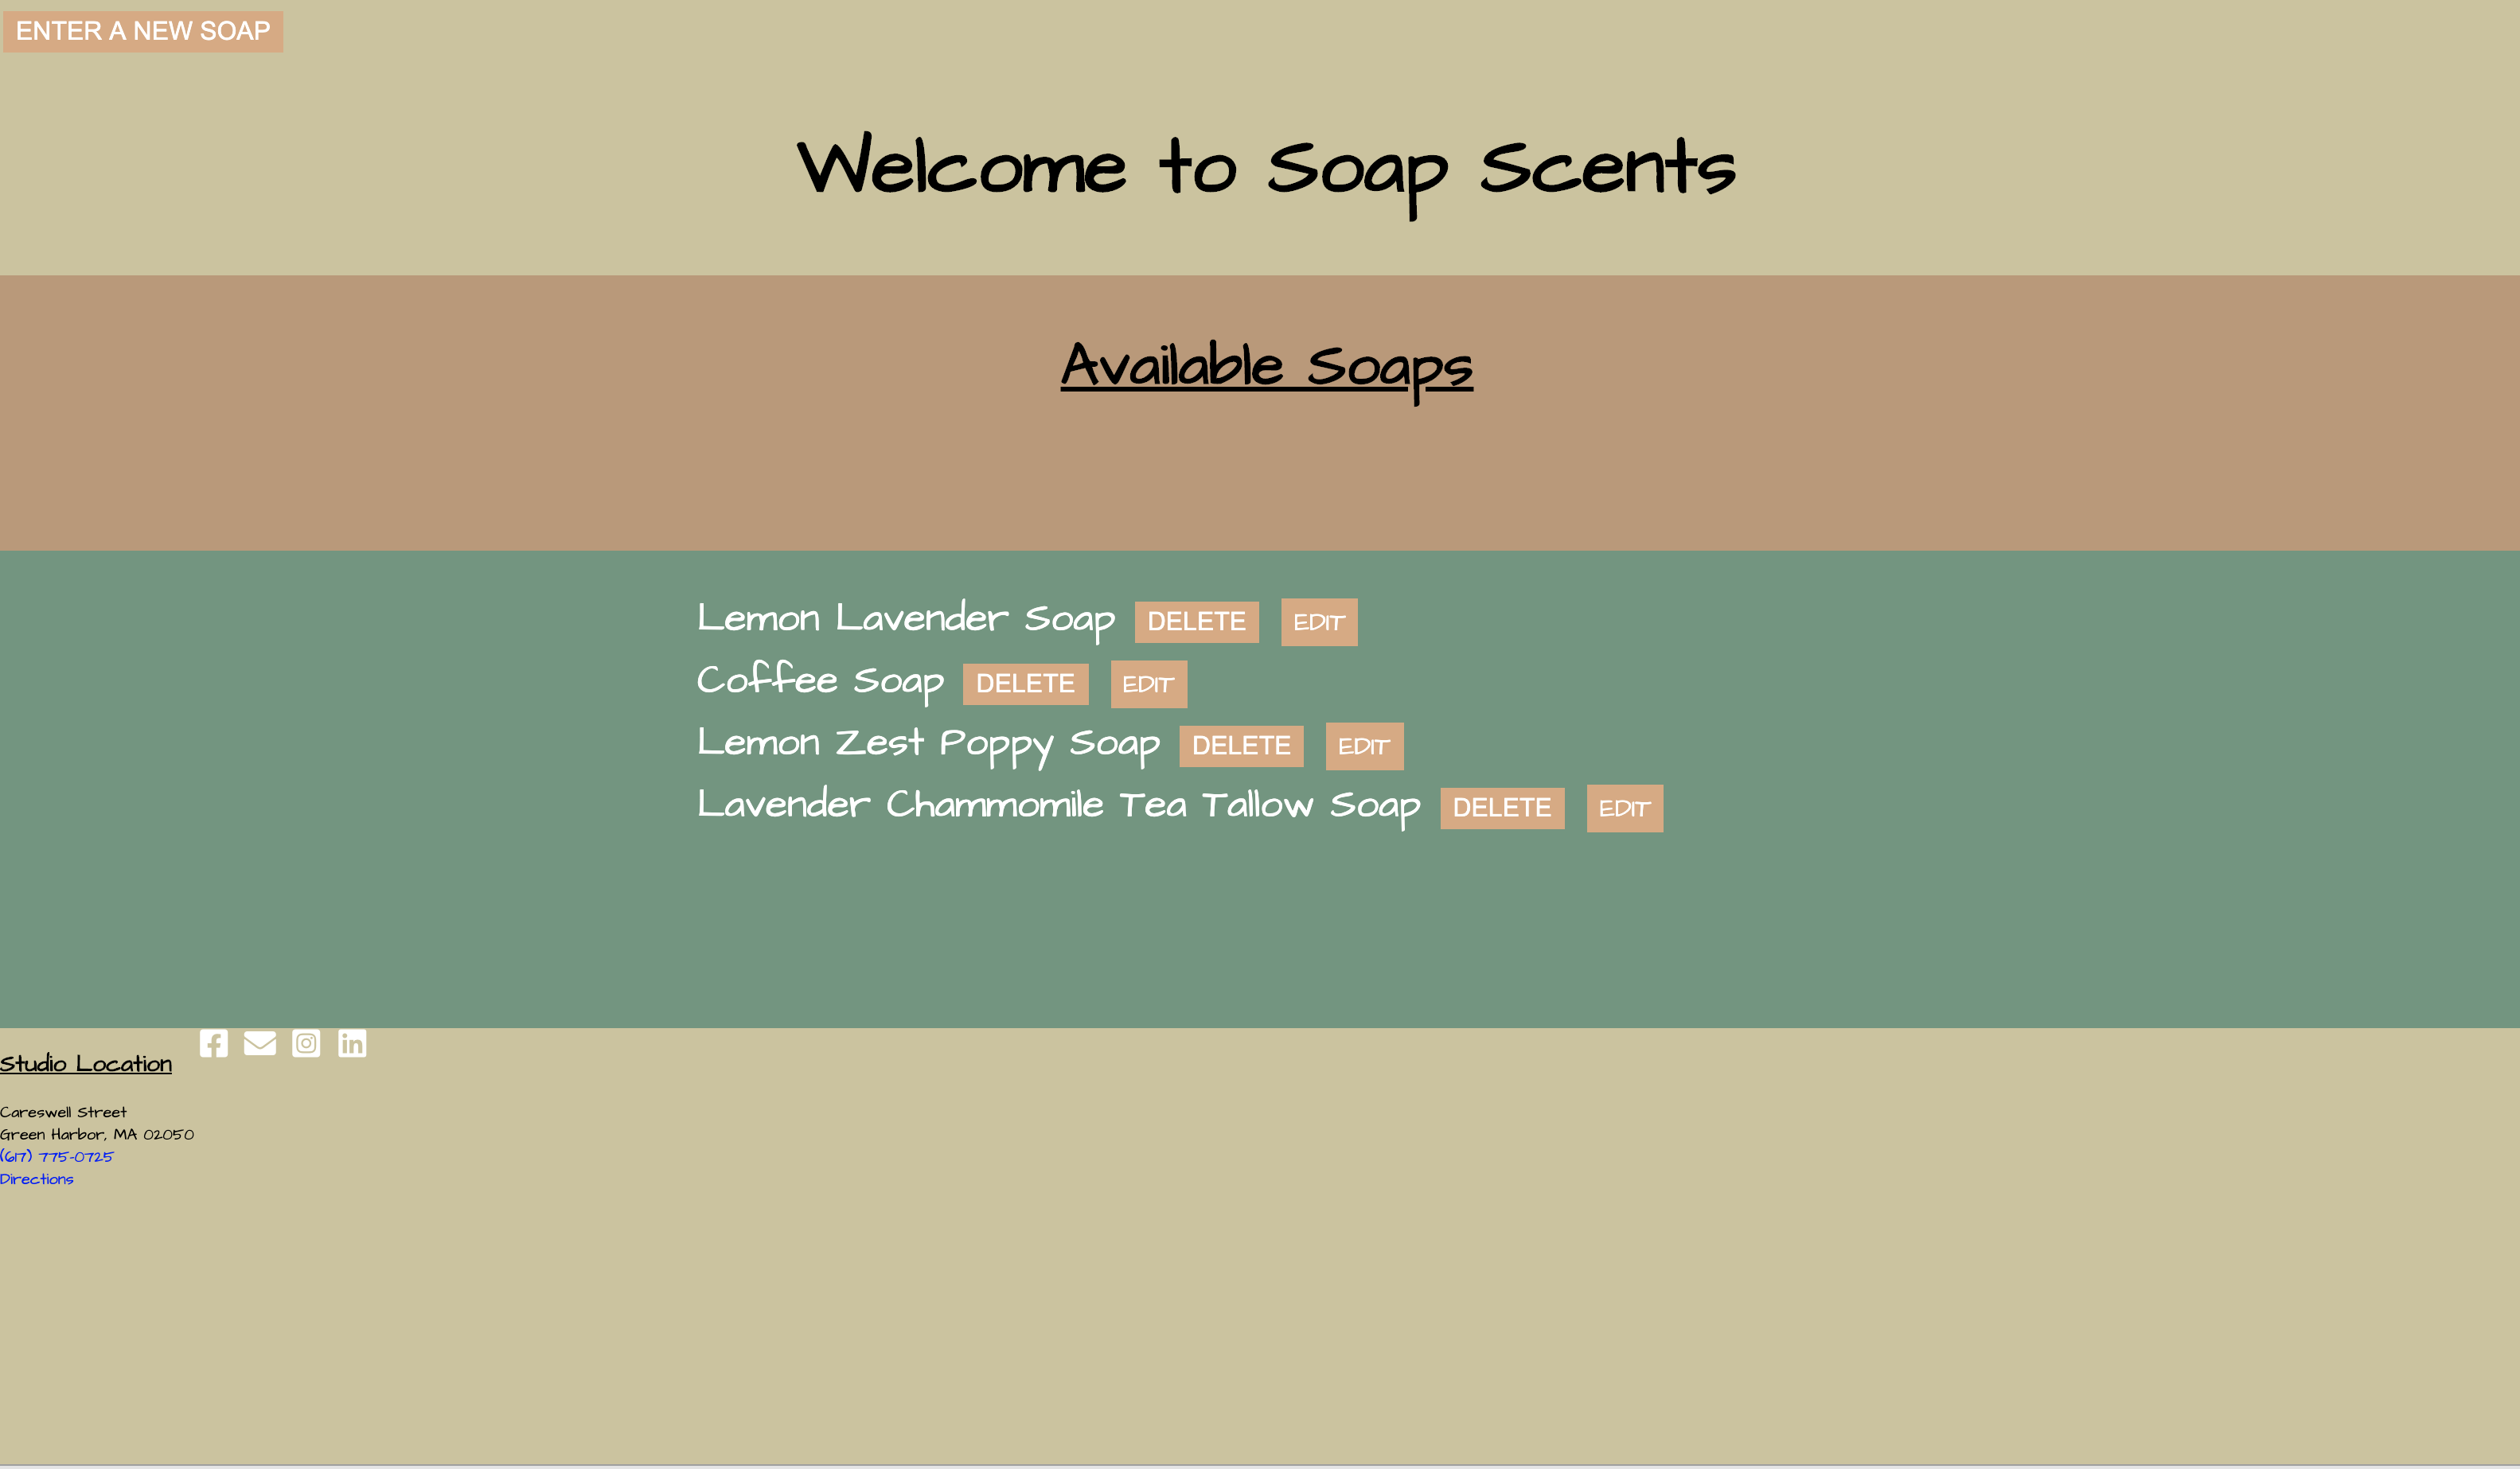 ENTER A NEW SOAP
Welcome to Soap Scents
Available Soaps
Lemon Lavender Soap DELETE EDIT
Coffee Soap DELETE EDIT
Lemon Zest Poppy Soap DELETE EDIT
Lavender Chammomile Tea Tallow Soap DELETE EDIT
Studio Location
Careswell Street
Green Harbor, MA 02050
(617) 775-0725
Directions